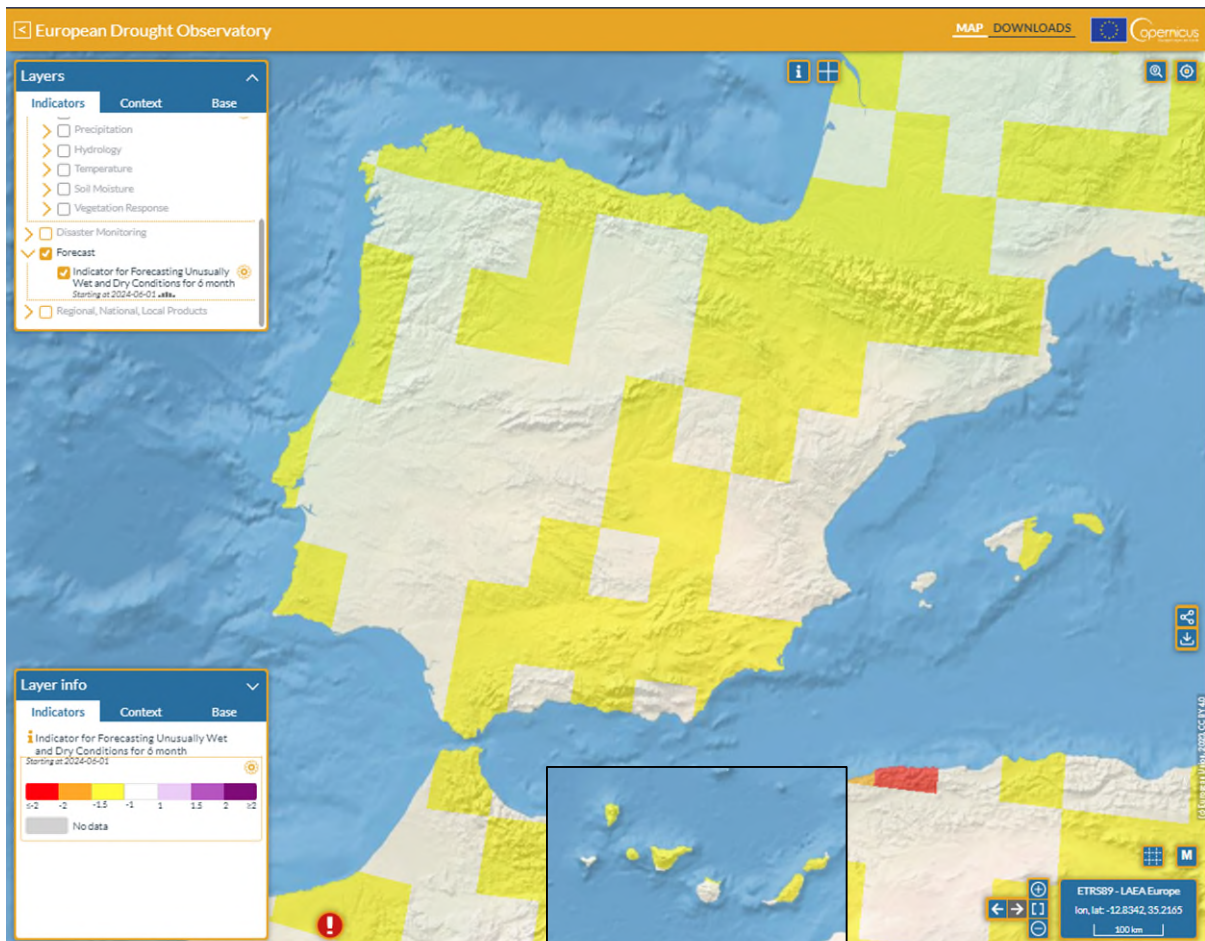 < European Drought Observatory
MAP DOWNLOADS
opernicus
Layers
Indicators Context Base
Precipitation
Hydrology
Temperature
Soil Moisture
Vegetation Response
Disaster Monitoring
Forecast
Indicator for Forecasting Unusually
Wet and Dry Conditions for 6 month
Starting at 2024-06-01
Regional, National, Local Products
i
Layer info
Indicators Context Base
Indicator for Forecasting Unusually Wet
and Dry Conditions for 6 month
Starting at 2024-06-01
≤-2 -2 -1.5 -1 1 1.5 2 ≥2
No data
!
M
ETRS89 - LAEA Europe
lon, lat: -12.8342, 35.2165
100 km